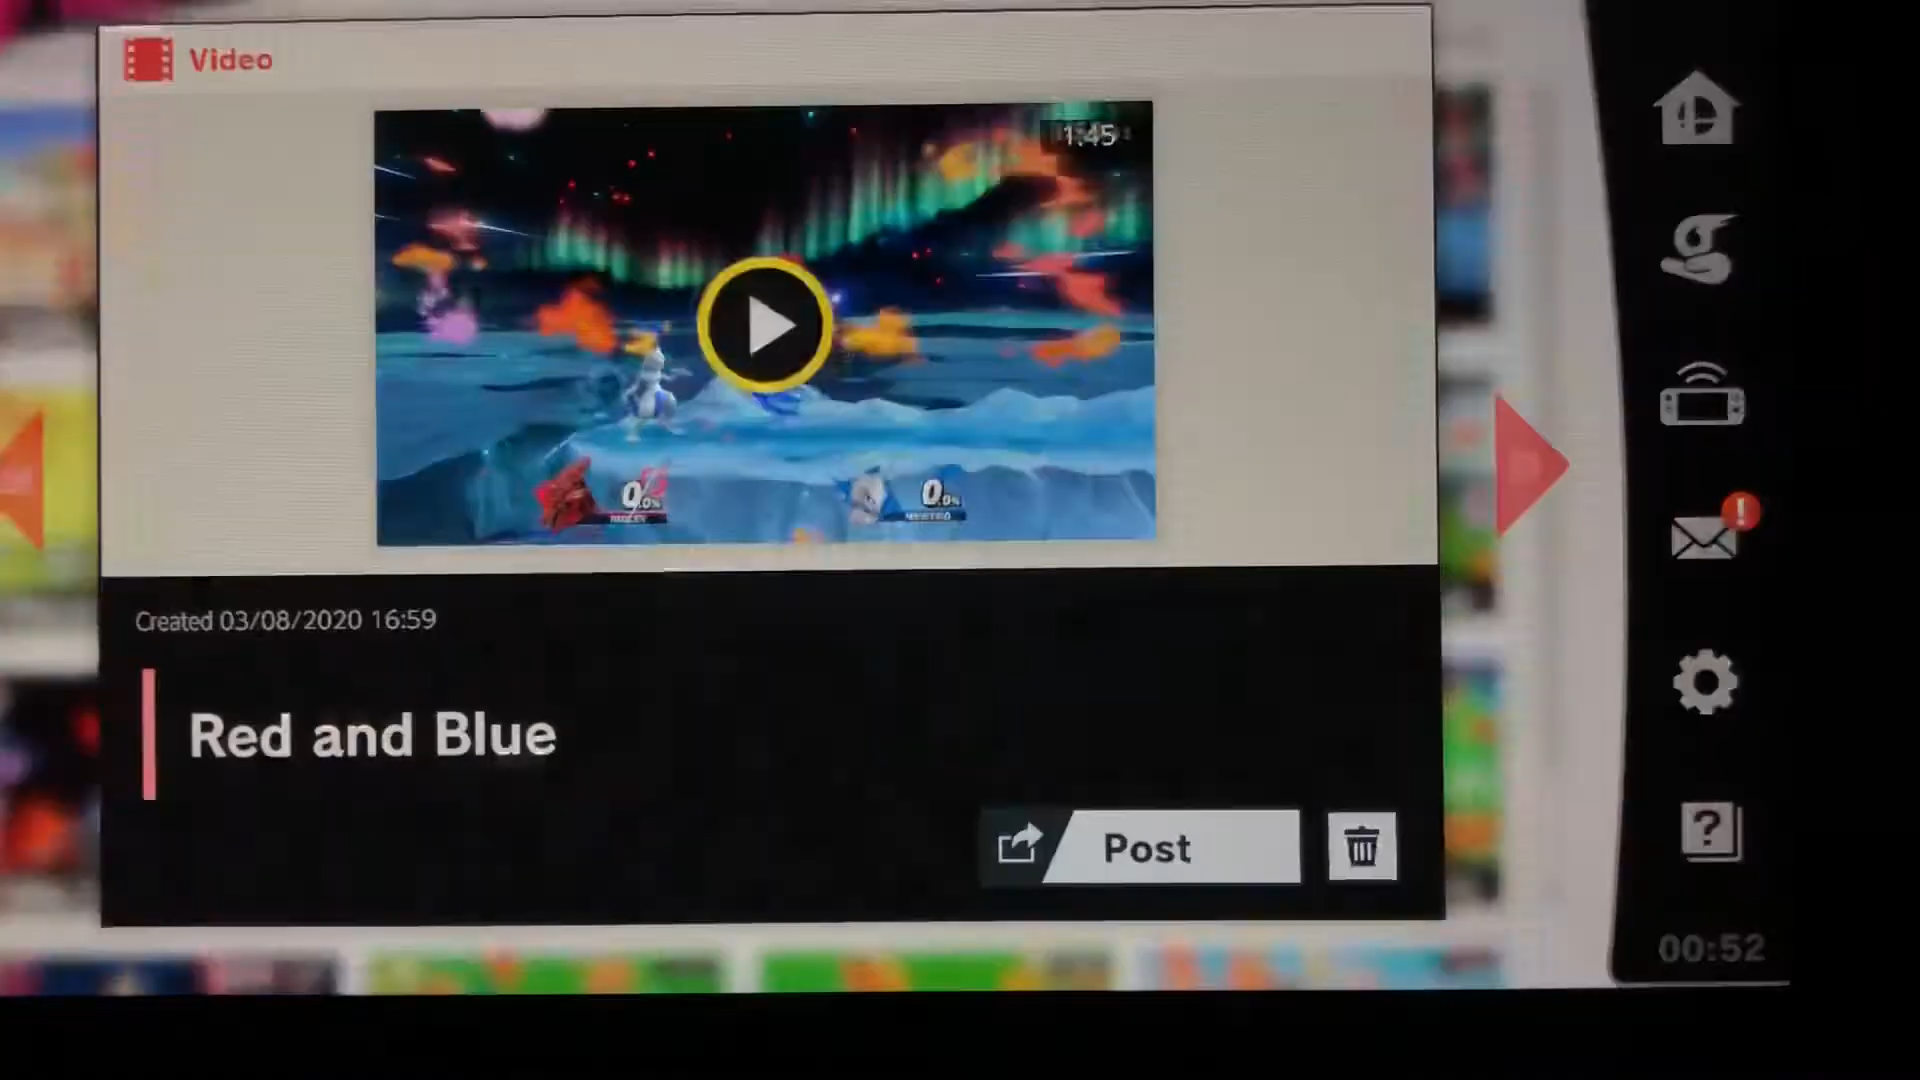 Video
1:45
0.0%
0.0%
Created 03/08/2020 16:59
Red and Blue
Post
00:52